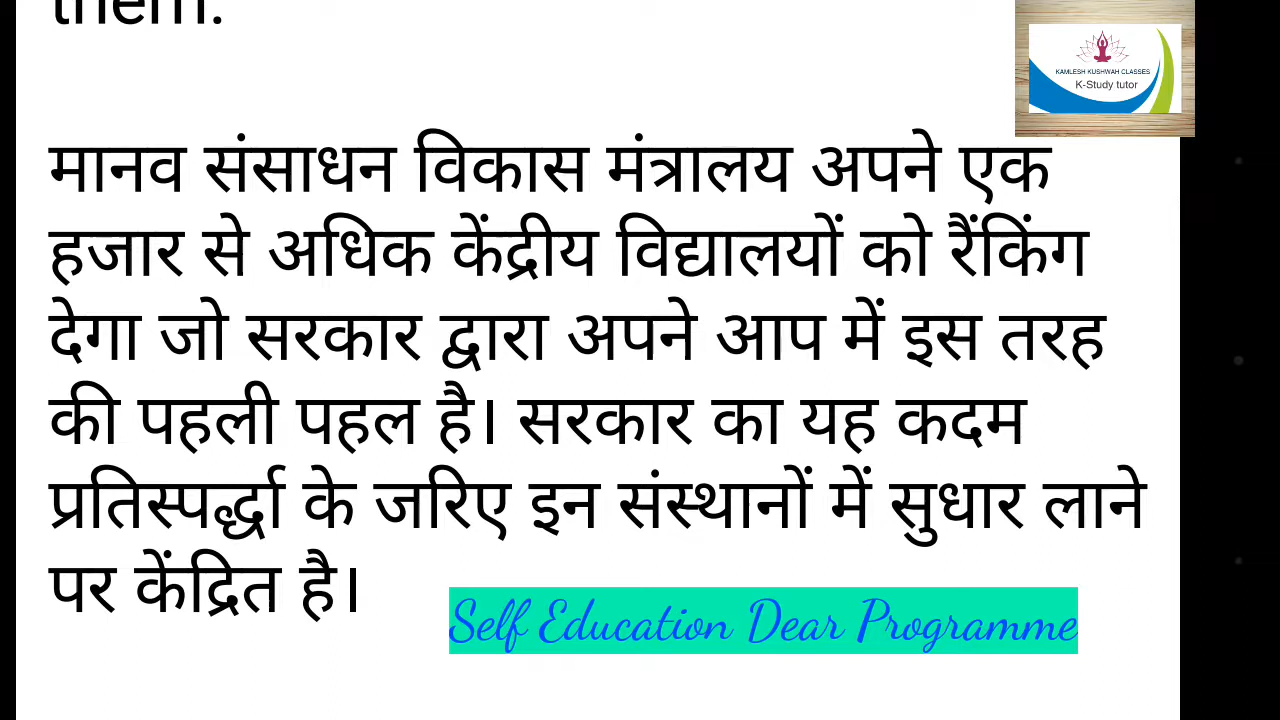 them.
KAMLESH KUSHWAH CLASSES
K-Study tutor
मानव संसाधन विकास मंत्रालय अपने एक
हजार से अधिक केंद्रीय विद्यालयों को रैंकिंग
देगा जो सरकार द्वारा अपने आप में इस तरह
की पहली पहल है। सरकार का यह कदम
प्रतिस्पर्द्धा के जरिए इन संस्थानों में सुधार लाने
पर केंद्रित है।
Self Education Dear Programme